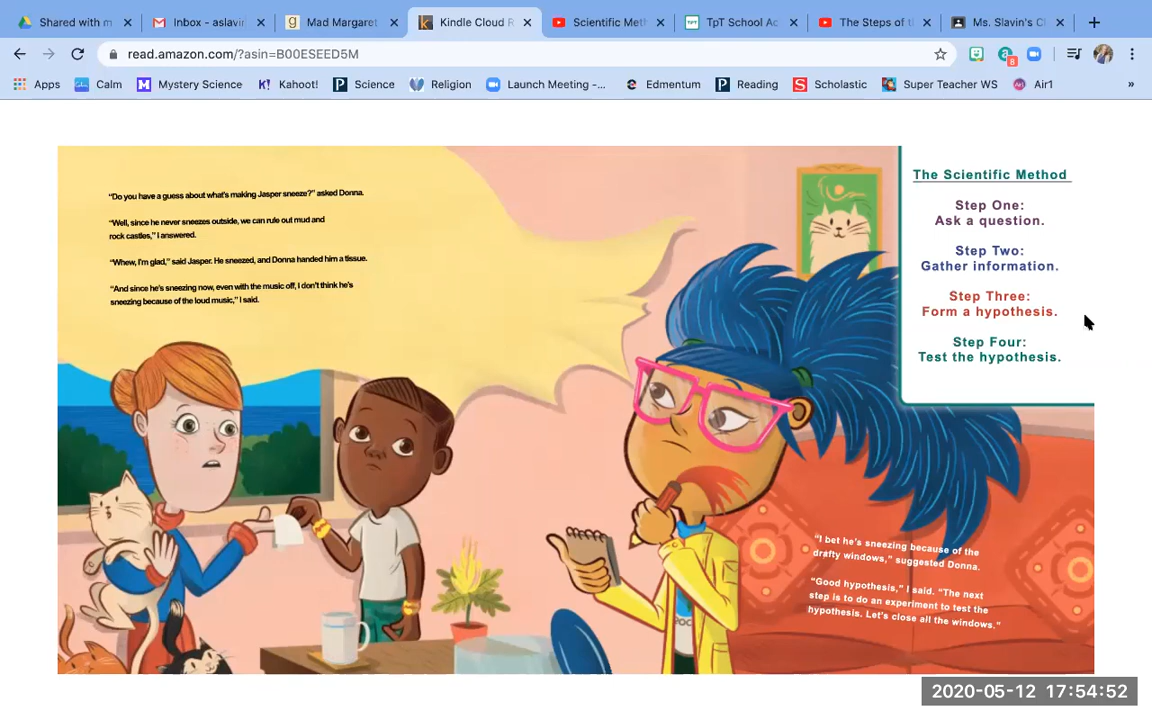 Shared with m
Inbox - aslavin
Mad Margaret
Kindle Cloud R
Scientific Meth
TpT School Ac
The Steps of t
Ms. Slavin's C
read.amazon.com/?asin=B00ESEED5M
8
Apps
Calm
Mystery Science
K! Kahoot!
P Science
Religion
Launch Meeting -...
Edmentum
P Reading
S Scholastic
Super Teacher WS
Air1
»
"Do you have a guess about what's making Jasper sneeze?" asked Donna.
"Well, since he never sneezes outside, we can rule out mud and
rock castles," I answered.
"Whew, I'm glad," said Jasper. He sneezed, and Donna handed him a tissue.
"And since he's sneezing now, even with the music off, I don't think he's
sneezing because of the loud music," I said.
The Scientific Method
Step One:
Ask a question.
Step Two:
Gather information.
Step Three:
Form a hypothesis.
Step Four:
Test the hypothesis.
"I bet he's sneezing because of the
drafty windows," suggested Donna.
"Good hypothesis," I said. "The next
step is to do an experiment to test the
hypothesis. Let's close all the windows."
2020-05-12 17:54:52